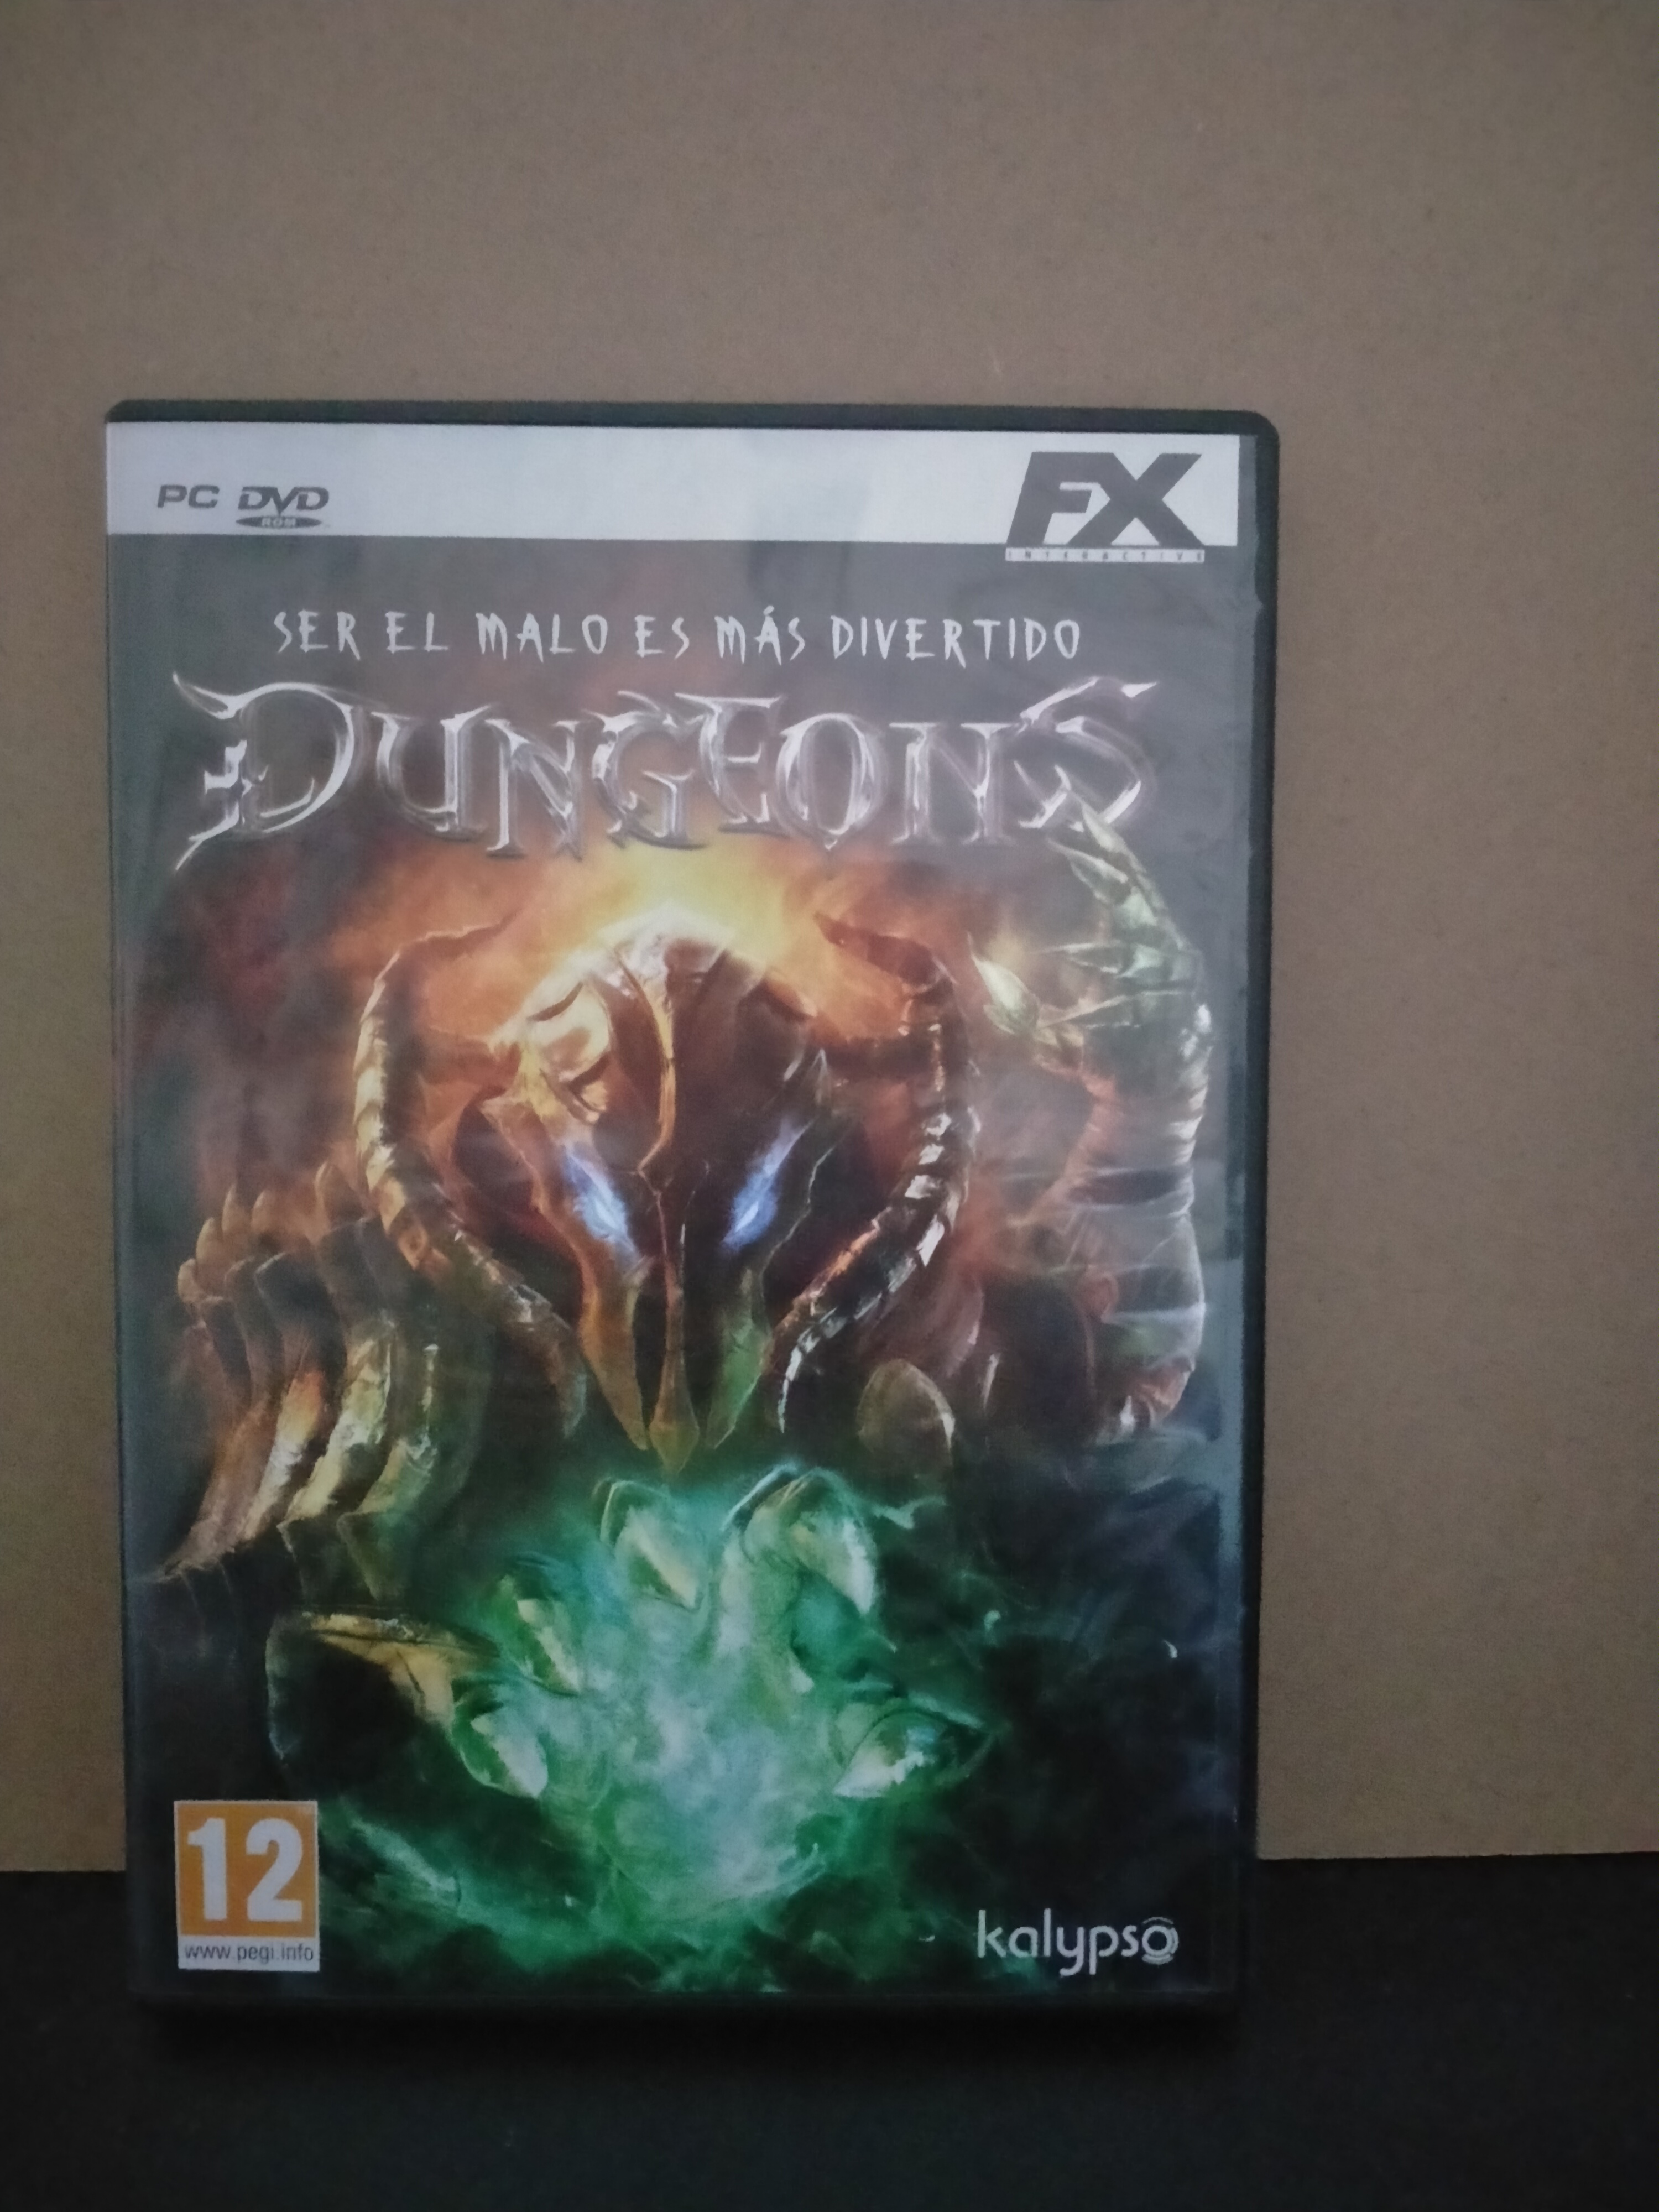 PC DVD
ROM
FX
INTERACTIVE
SER EL MALO ES MÁS DIVERTIDO
DUNGEONS
12
www.pegi.info
kalypso